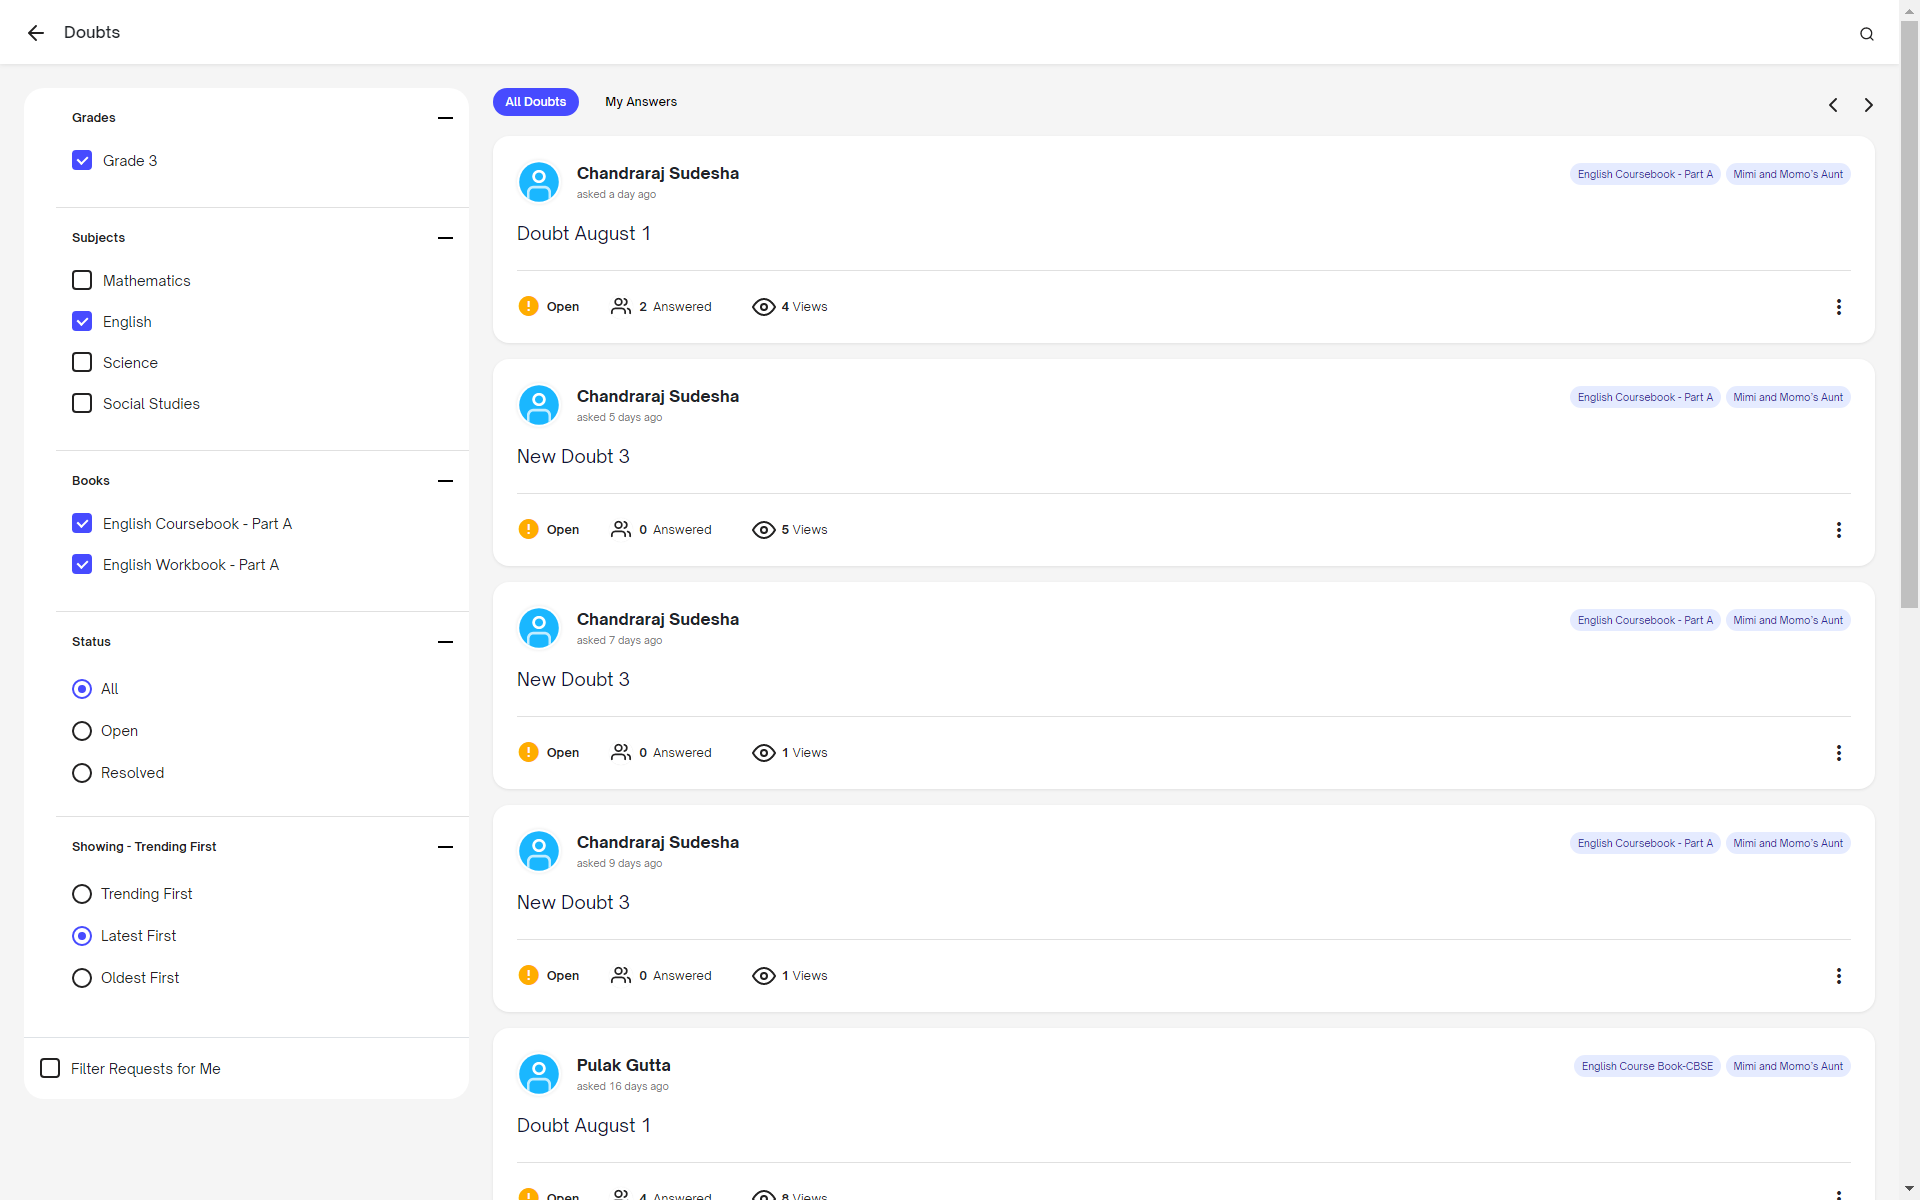 Doubts
Grades
Grade 3
Subjects
Mathematics
English
Science
Social Studies
Books
English Coursebook - Part A
English Workbook - Part A
Status
All
Open
Resolved
Showing - Trending First
Trending First
Latest First
Oldest First
Filter Requests for Me
All Doubts My Answers
Chandraraj Sudesha English Coursebook - Part A Mimi and Momo's Aunt
asked a day ago
Doubt August 1
Open 2 Answered 4 Views
Chandraraj Sudesha English Coursebook - Part A Mimi and Momo's Aunt
asked 5 days ago
New Doubt 3
Open 0 Answered 5 Views
Chandraraj Sudesha English Coursebook - Part A Mimi and Momo's Aunt
asked 7 days ago
New Doubt 3
Open 0 Answered 1 Views
Chandraraj Sudesha English Coursebook - Part A Mimi and Momo's Aunt
asked 9 days ago
New Doubt 3
Open 0 Answered 1 Views
Pulak Gutta English Course Book-CBSE Mimi and Momo's Aunt
asked 16 days ago
Doubt August 1
Open 4 Answered 8 Views